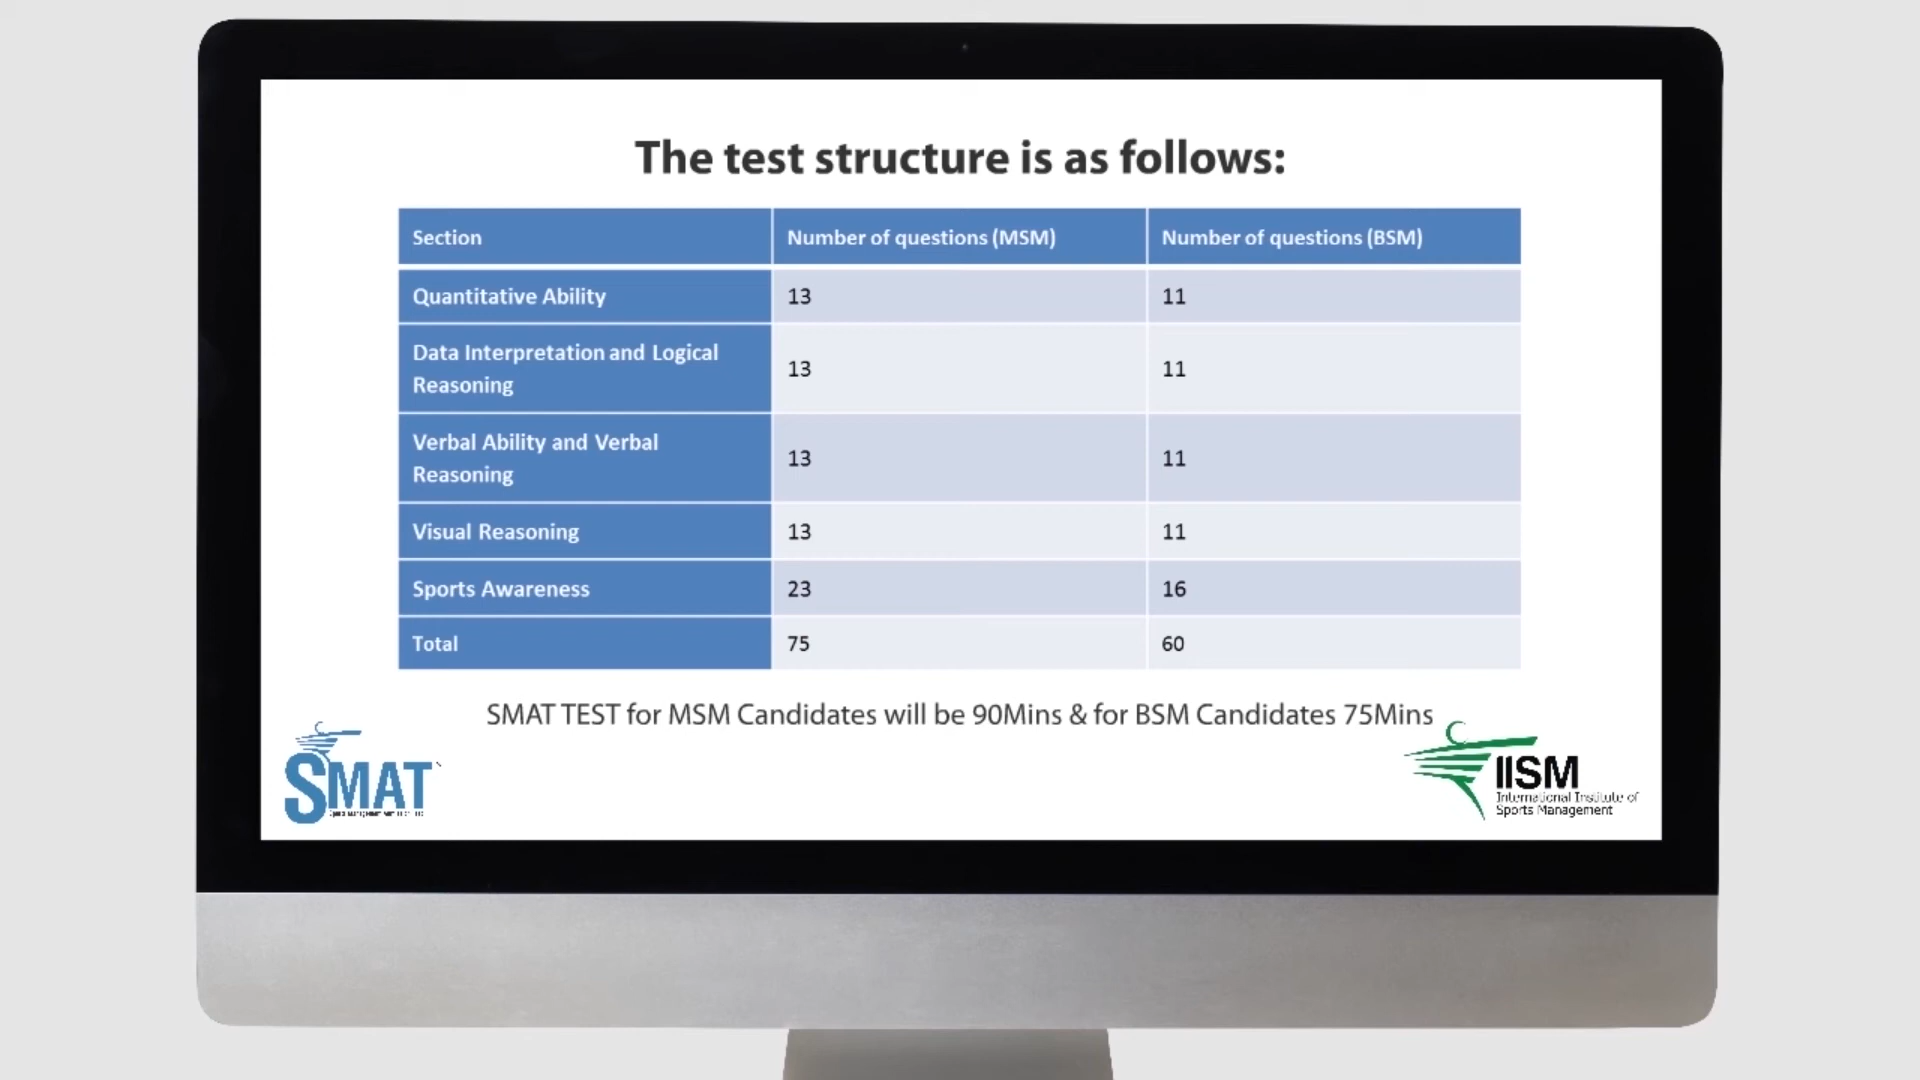 The test structure is as follows:
Section Number of questions (MSM) Number of questions (BSM)
Quantitative Ability 13 11
Data Interpretation and Logical
Reasoning 13 11
Verbal Ability and Verbal
Reasoning 13 11
Visual Reasoning 13 11
Sports Awareness 23 16
Total 75 60
SMAT TEST for MSM Candidates will be 90Mins & for BSM Candidates 75Mins
SMAT
IISM
International Institute of
Sports Management